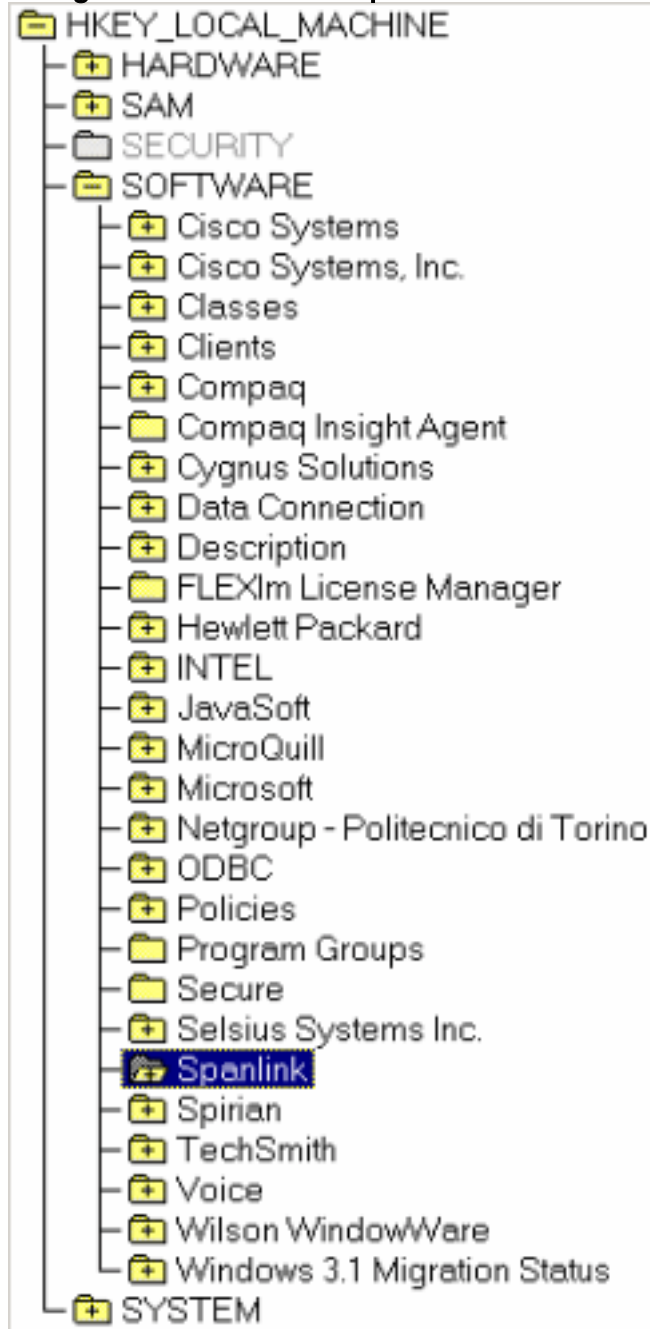 HKEY_LOCAL_MACHINE
HARDWARE
SAM
SECURITY
SOFTWARE
Cisco Systems
Cisco Systems, Inc.
Classes
Clients
Compaq
Compaq Insight Agent
Cygnus Solutions
Data Connection
Description
FLEXlm License Manager
Hewlett Packard
INTEL
JavaSoft
MicroQuill
Microsoft
Netgroup - Politecnico di Torino
ODBC
Policies
Program Groups
Secure
Selsius Systems Inc.
Spanlink
Spirian
TechSmith
Voice
Wilson WindowWare
Windows 3.1 Migration Status
SYSTEM